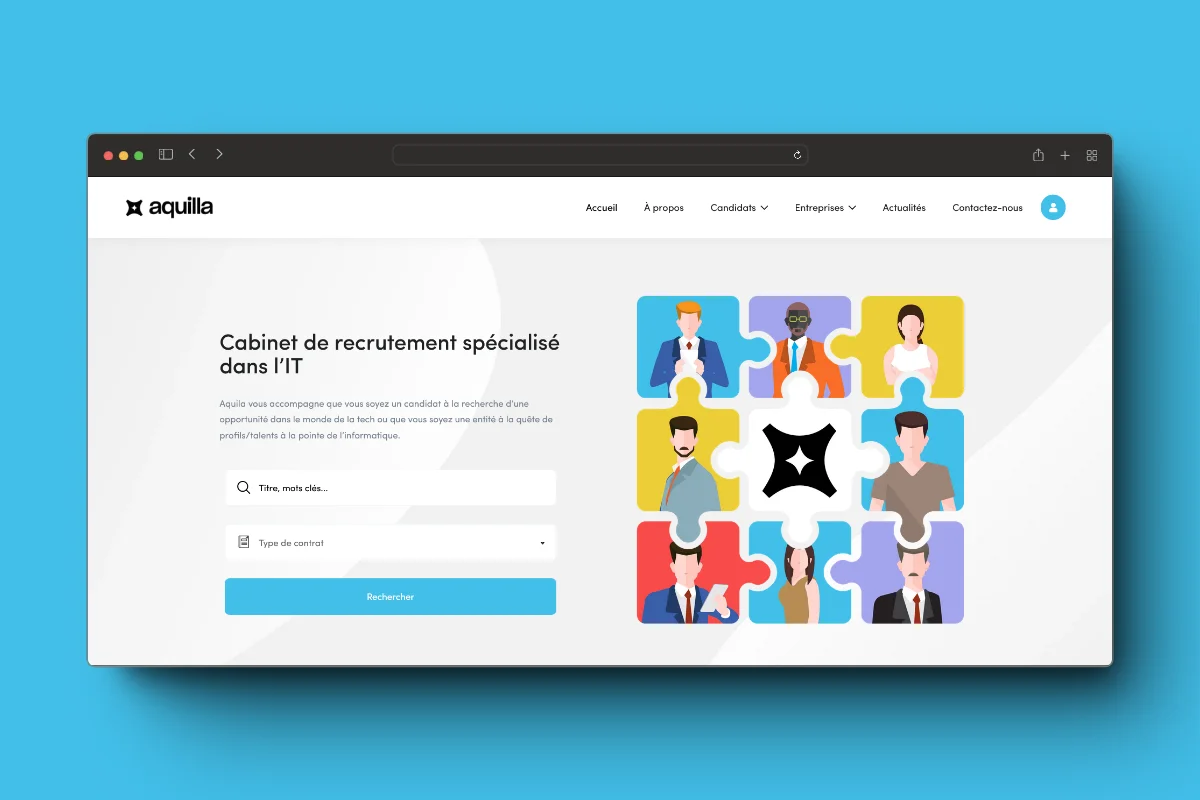 aquilla
Accueil
À propos
Candidats
Entreprises
Actualités
Contactez-nous
Cabinet de recrutement spécialisé
dans l'IT
Aquila vous accompagne que vous soyez un candidat à la recherche d'une
opportunité dans le monde de la tech ou que vous soyez une entité à la quête de
profils/talents à la pointe de l'informatique.
Titre, mots clés...
Type de contrat
Rechercher